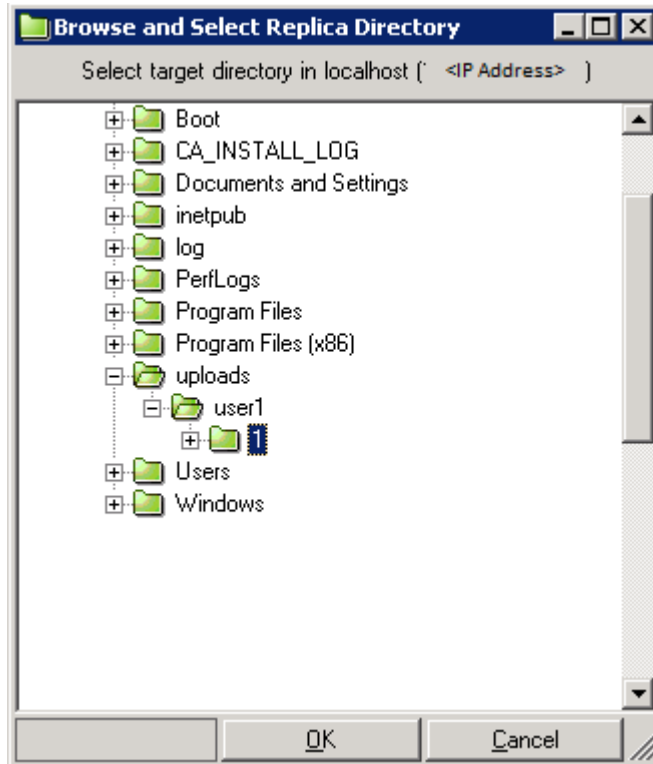 Browse and Select Replica Directory
Select target directory in localhost (' <IP Address> )
Boot
CA_INSTALL_LOG
Documents and Settings
inetpub
log
PerfLogs
Program Files
Program Files (x86)
uploads
user1
1
Users
Windows
OK
Cancel